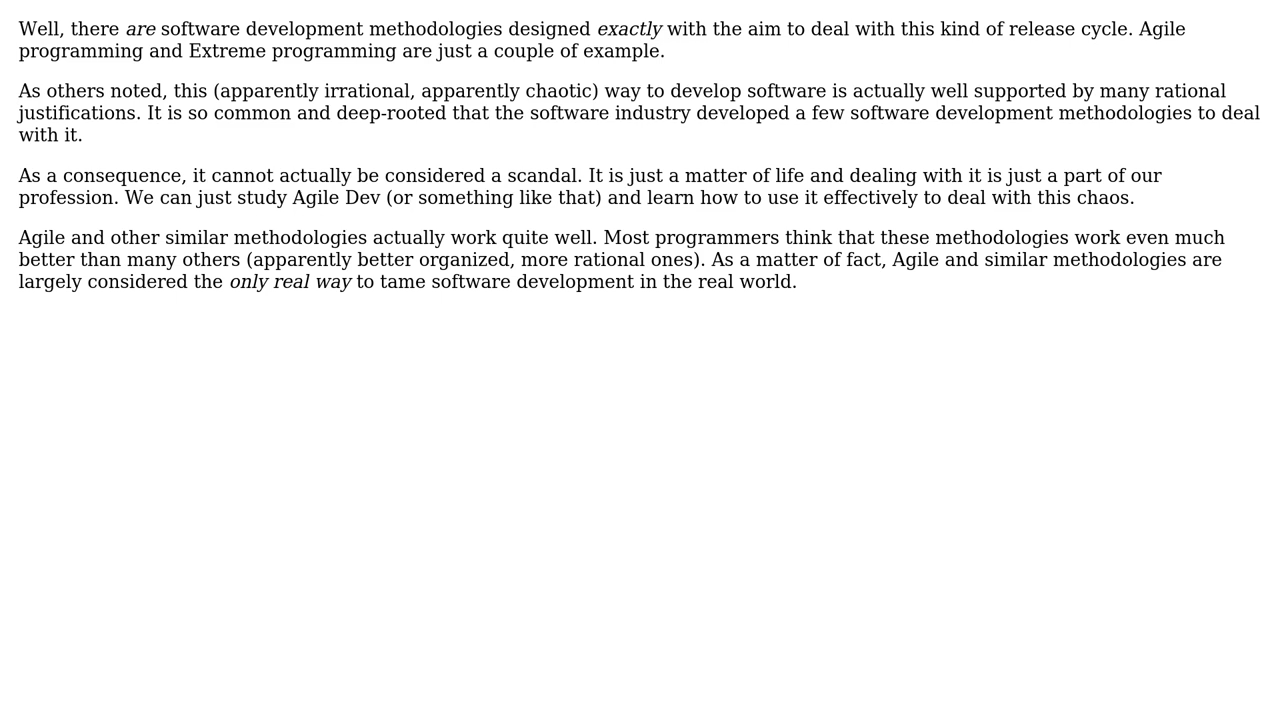 Well, there are software development methodologies designed exactly with the aim to deal with this kind of release cycle. Agile
programming and Extreme programming are just a couple of example.
As others noted, this (apparently irrational, apparently chaotic) way to develop software is actually well supported by many rational
justifications. It is so common and deep-rooted that the software industry developed a few software development methodologies to deal
with it.
As a consequence, it cannot actually be considered a scandal. It is just a matter of life and dealing with it is just a part of our
profession. We can just study Agile Dev (or something like that) and learn how to use it effectively to deal with this chaos.
Agile and other similar methodologies actually work quite well. Most programmers think that these methodologies work even much
better than many others (apparently better organized, more rational ones). As a matter of fact, Agile and similar methodologies are
largely considered the only real way to tame software development in the real world.